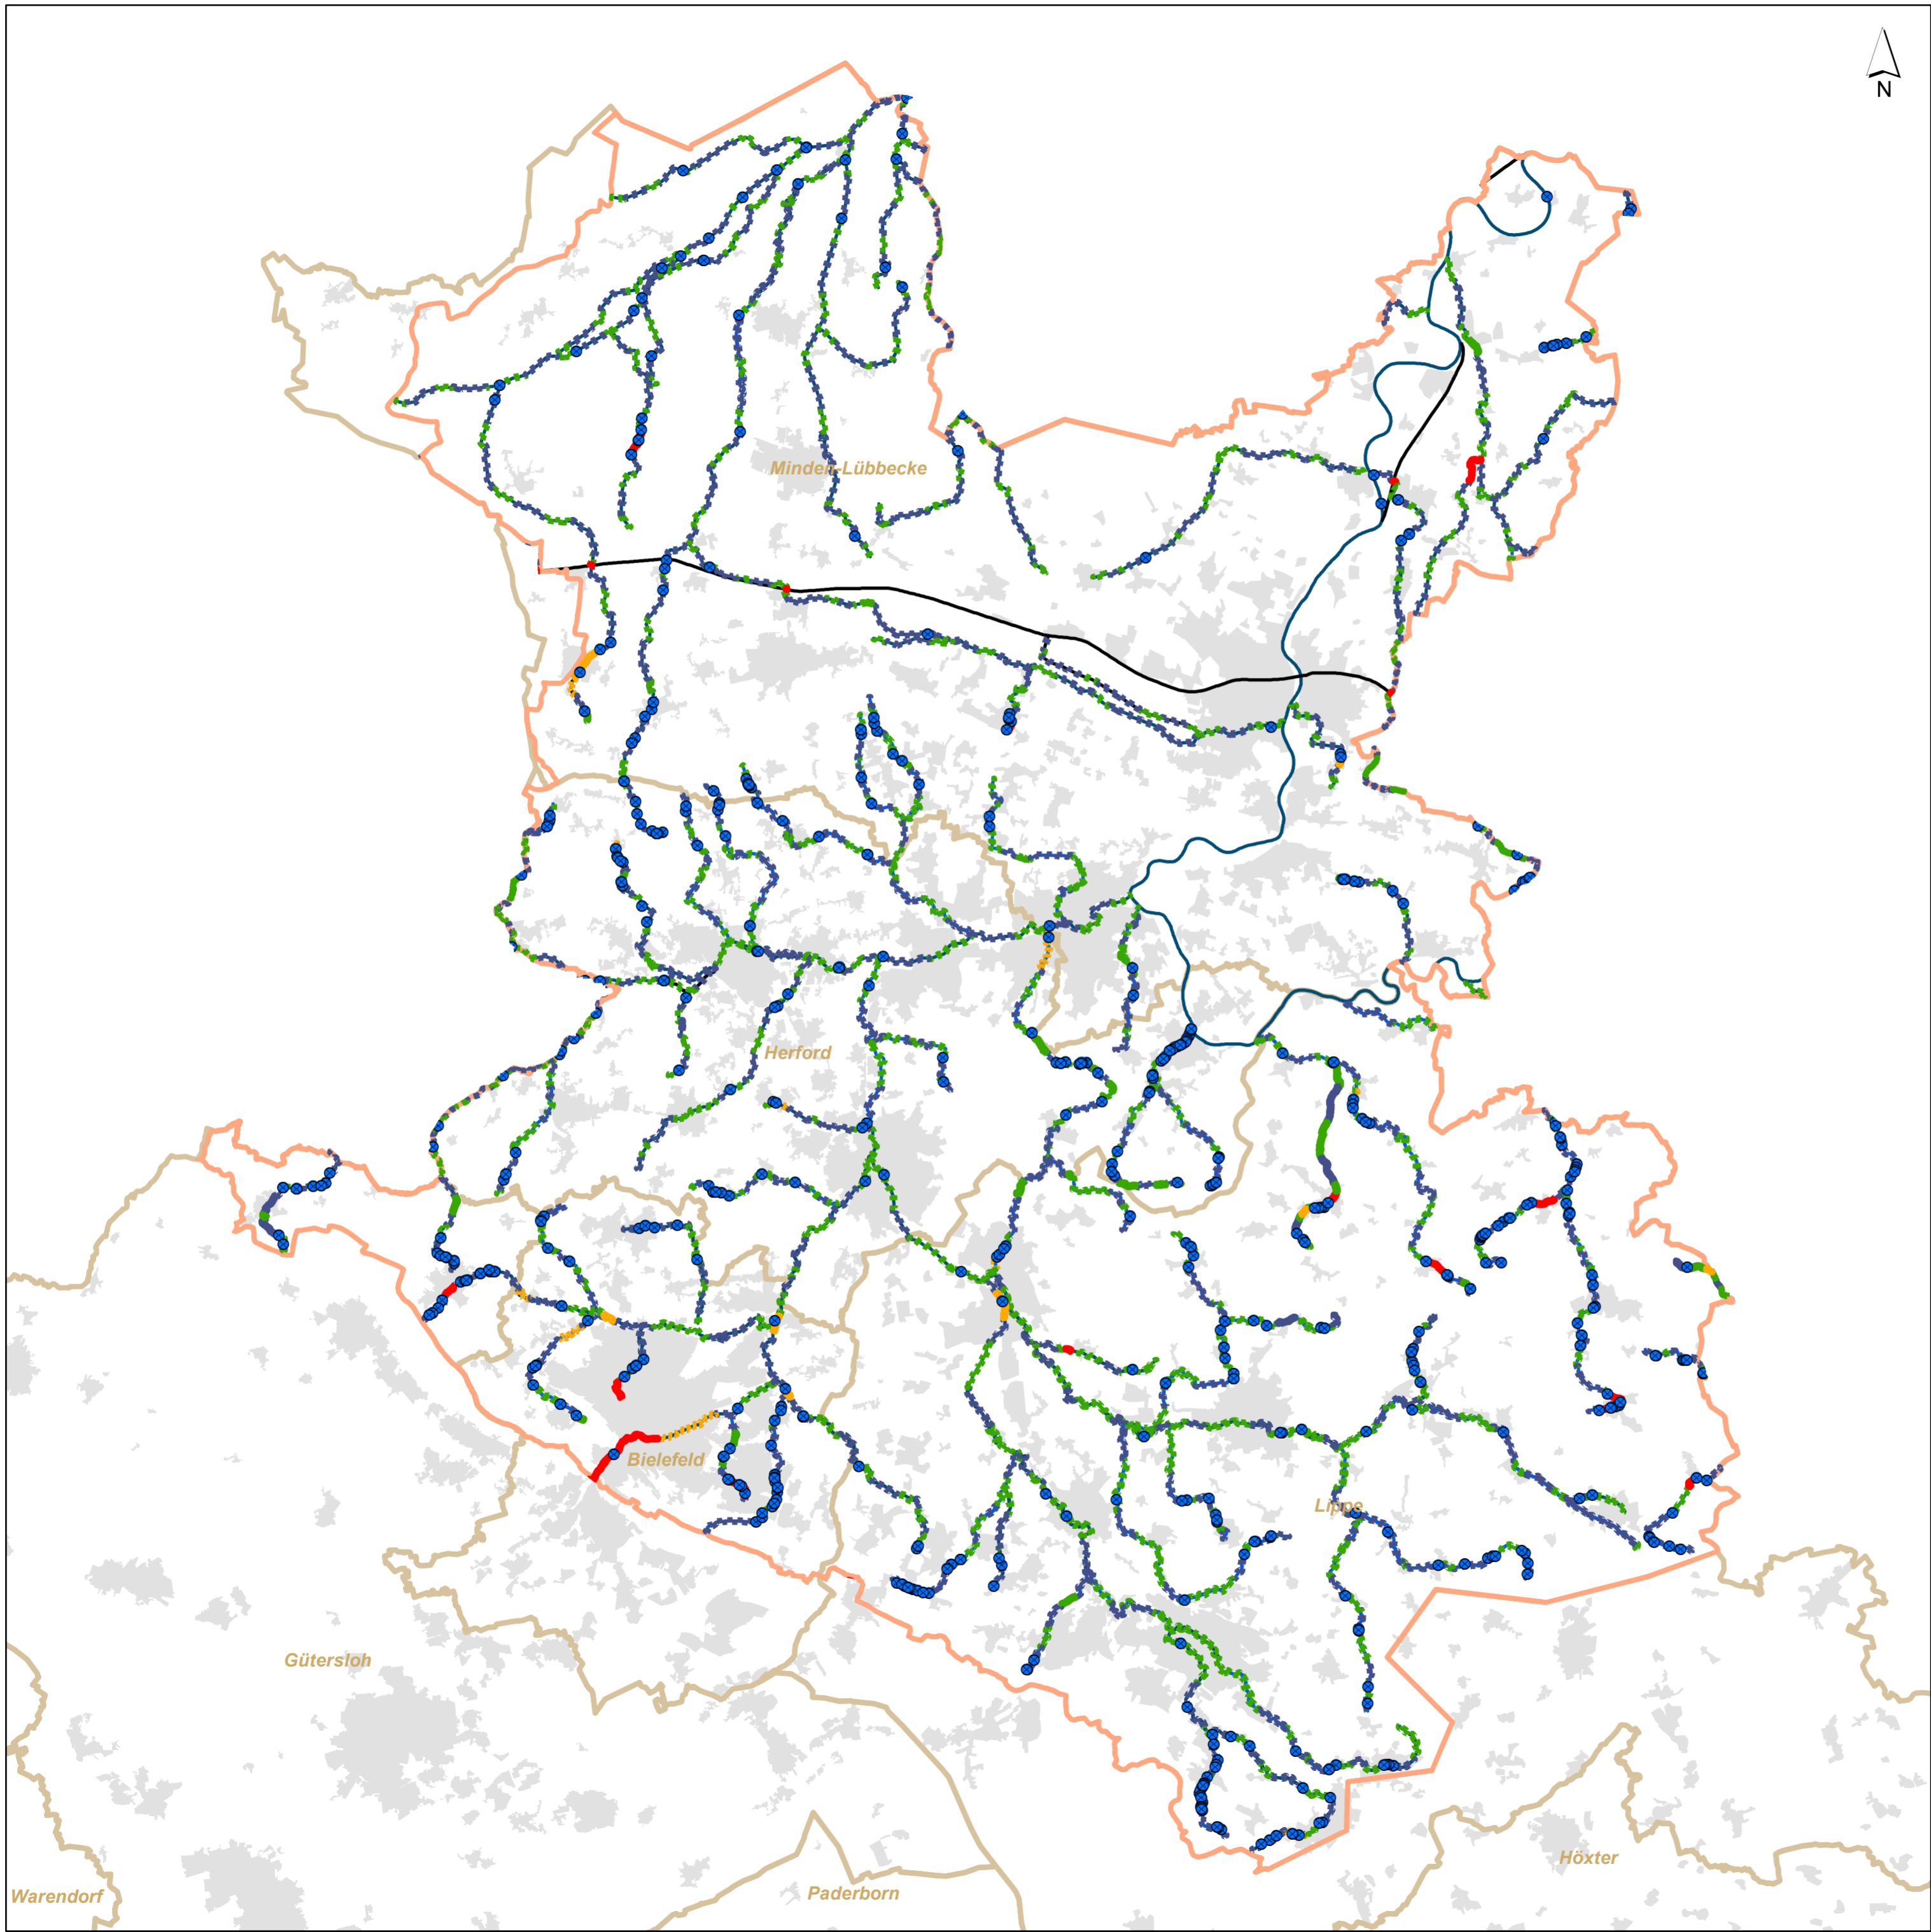 N
Minden-Lübbecke
Herford
Bielefeld
Lippe
Gütersloh
Höxter
Warendorf
Paderborn